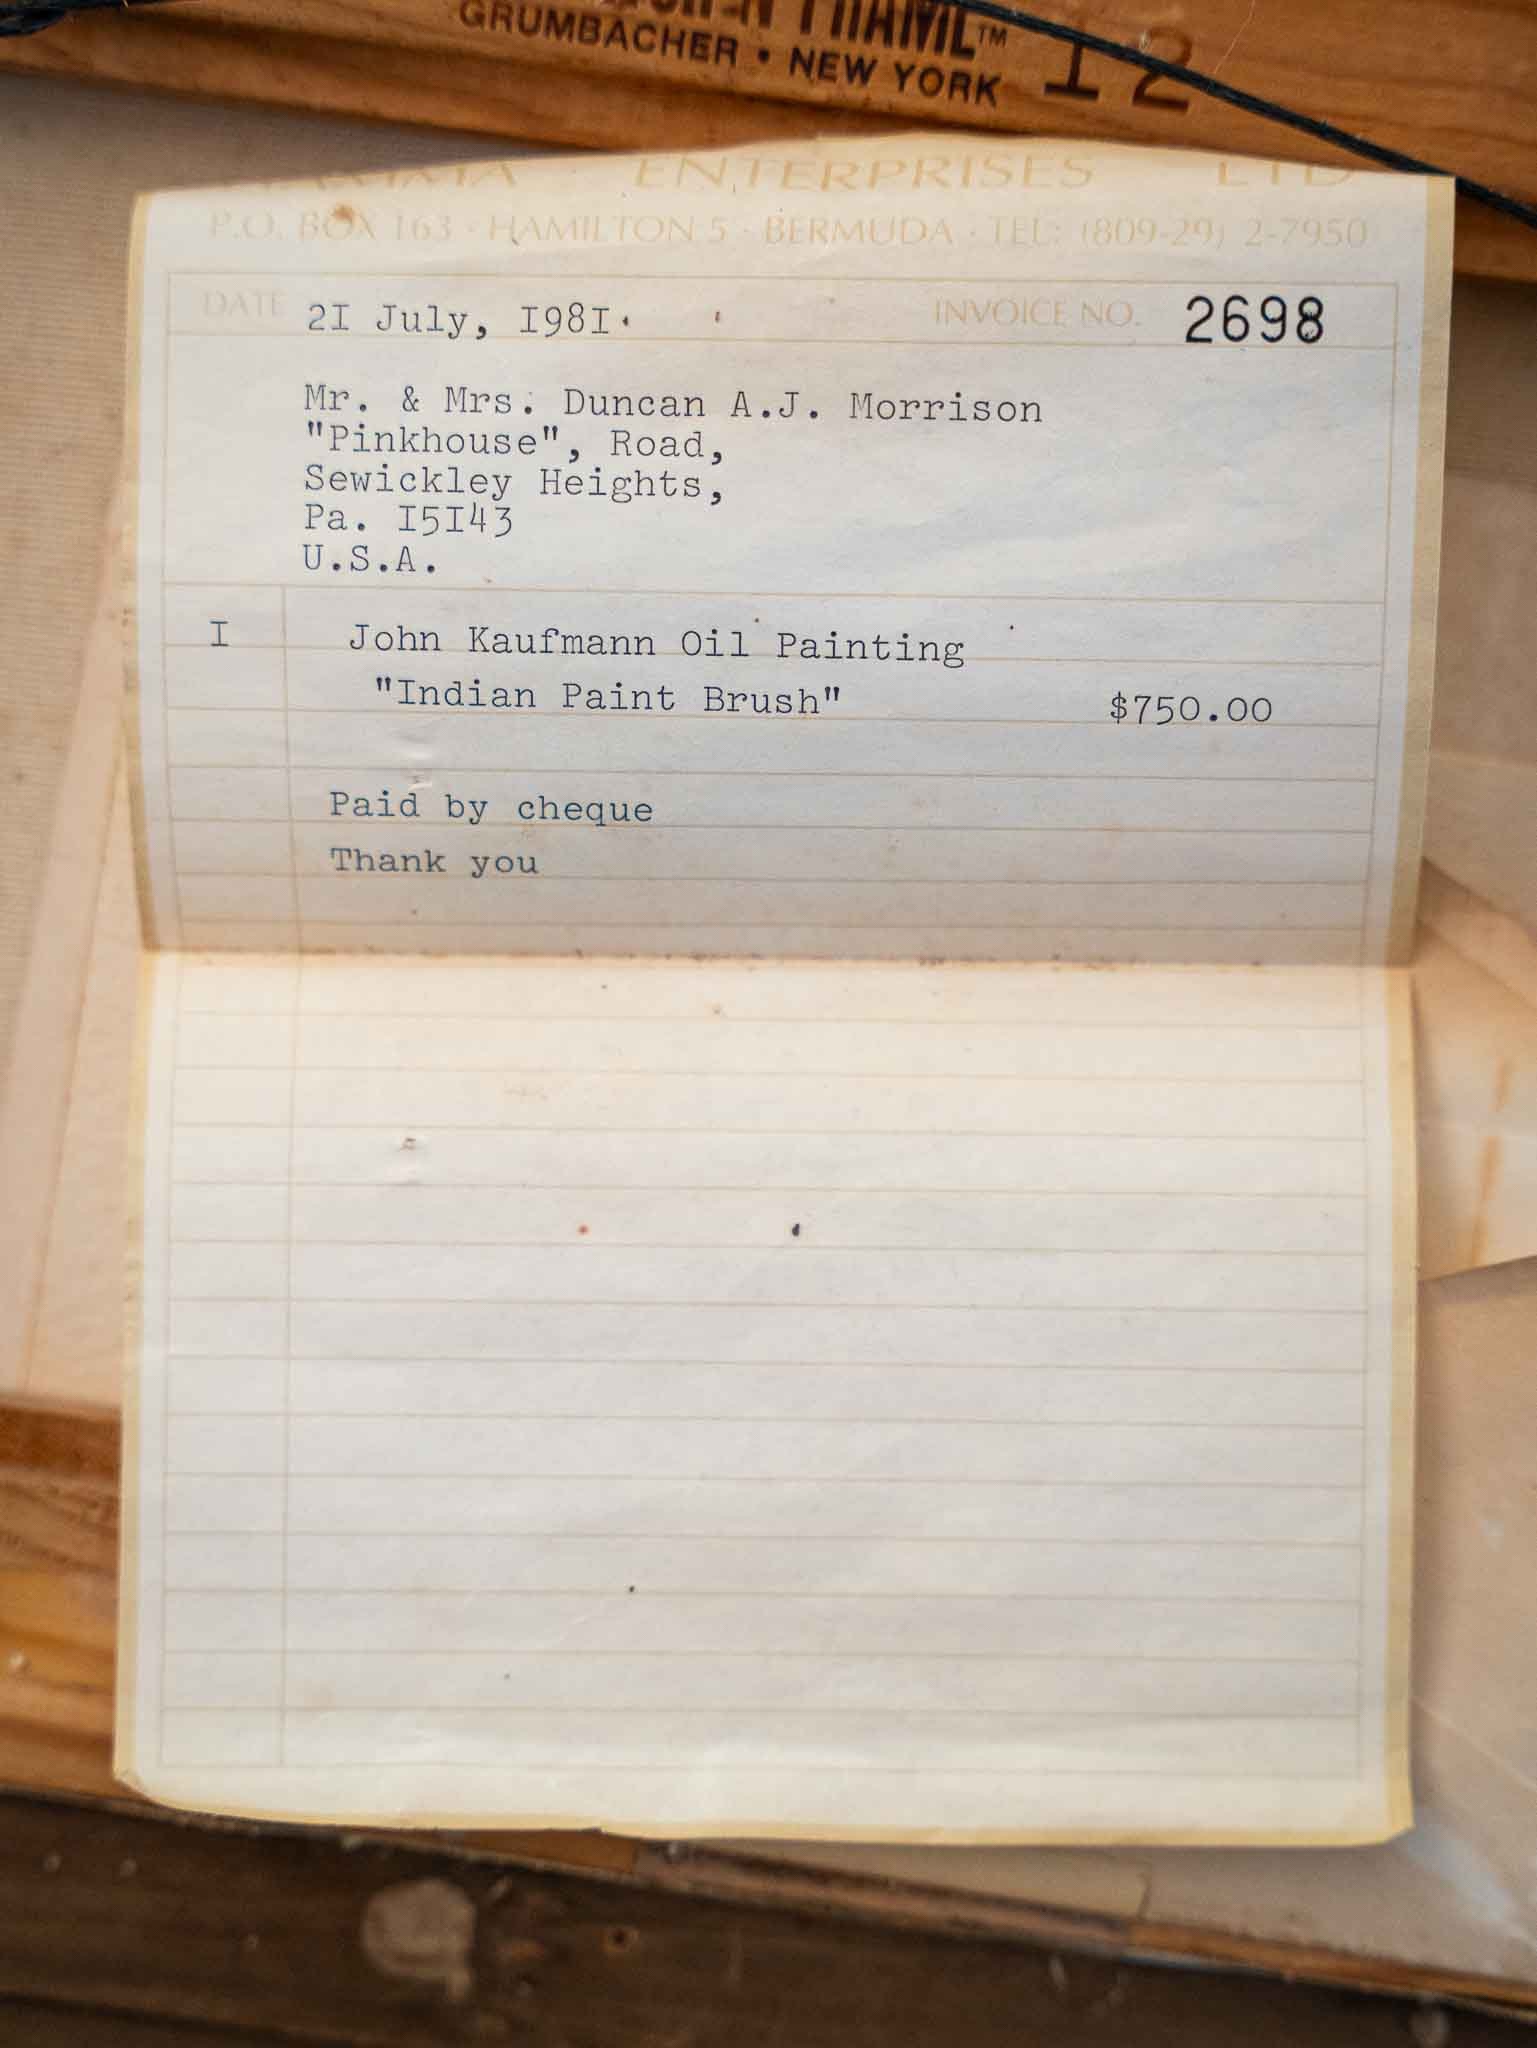 GRUMBACHER • NEW YORK 12
ENTERPRISES LTD
P.O. BOX 163 · HAMILTON 5 · BERMUDA · TEL: (809-29) 2-7950
DATE 2I July, I98I. INVOICE NO. 2698
Mr. & Mrs. Duncan A.J. Morrison
"Pinkhouse", Road,
Sewickley Heights,
Pa. I5I43
U.S.A.
I John Kaufmann Oil Painting
"Indian Paint Brush" $750.00
Paid by cheque
Thank you